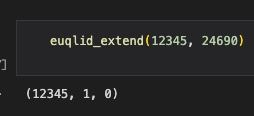 euqlid_extend(12345, 24690)
]
(12345, 1, 0)